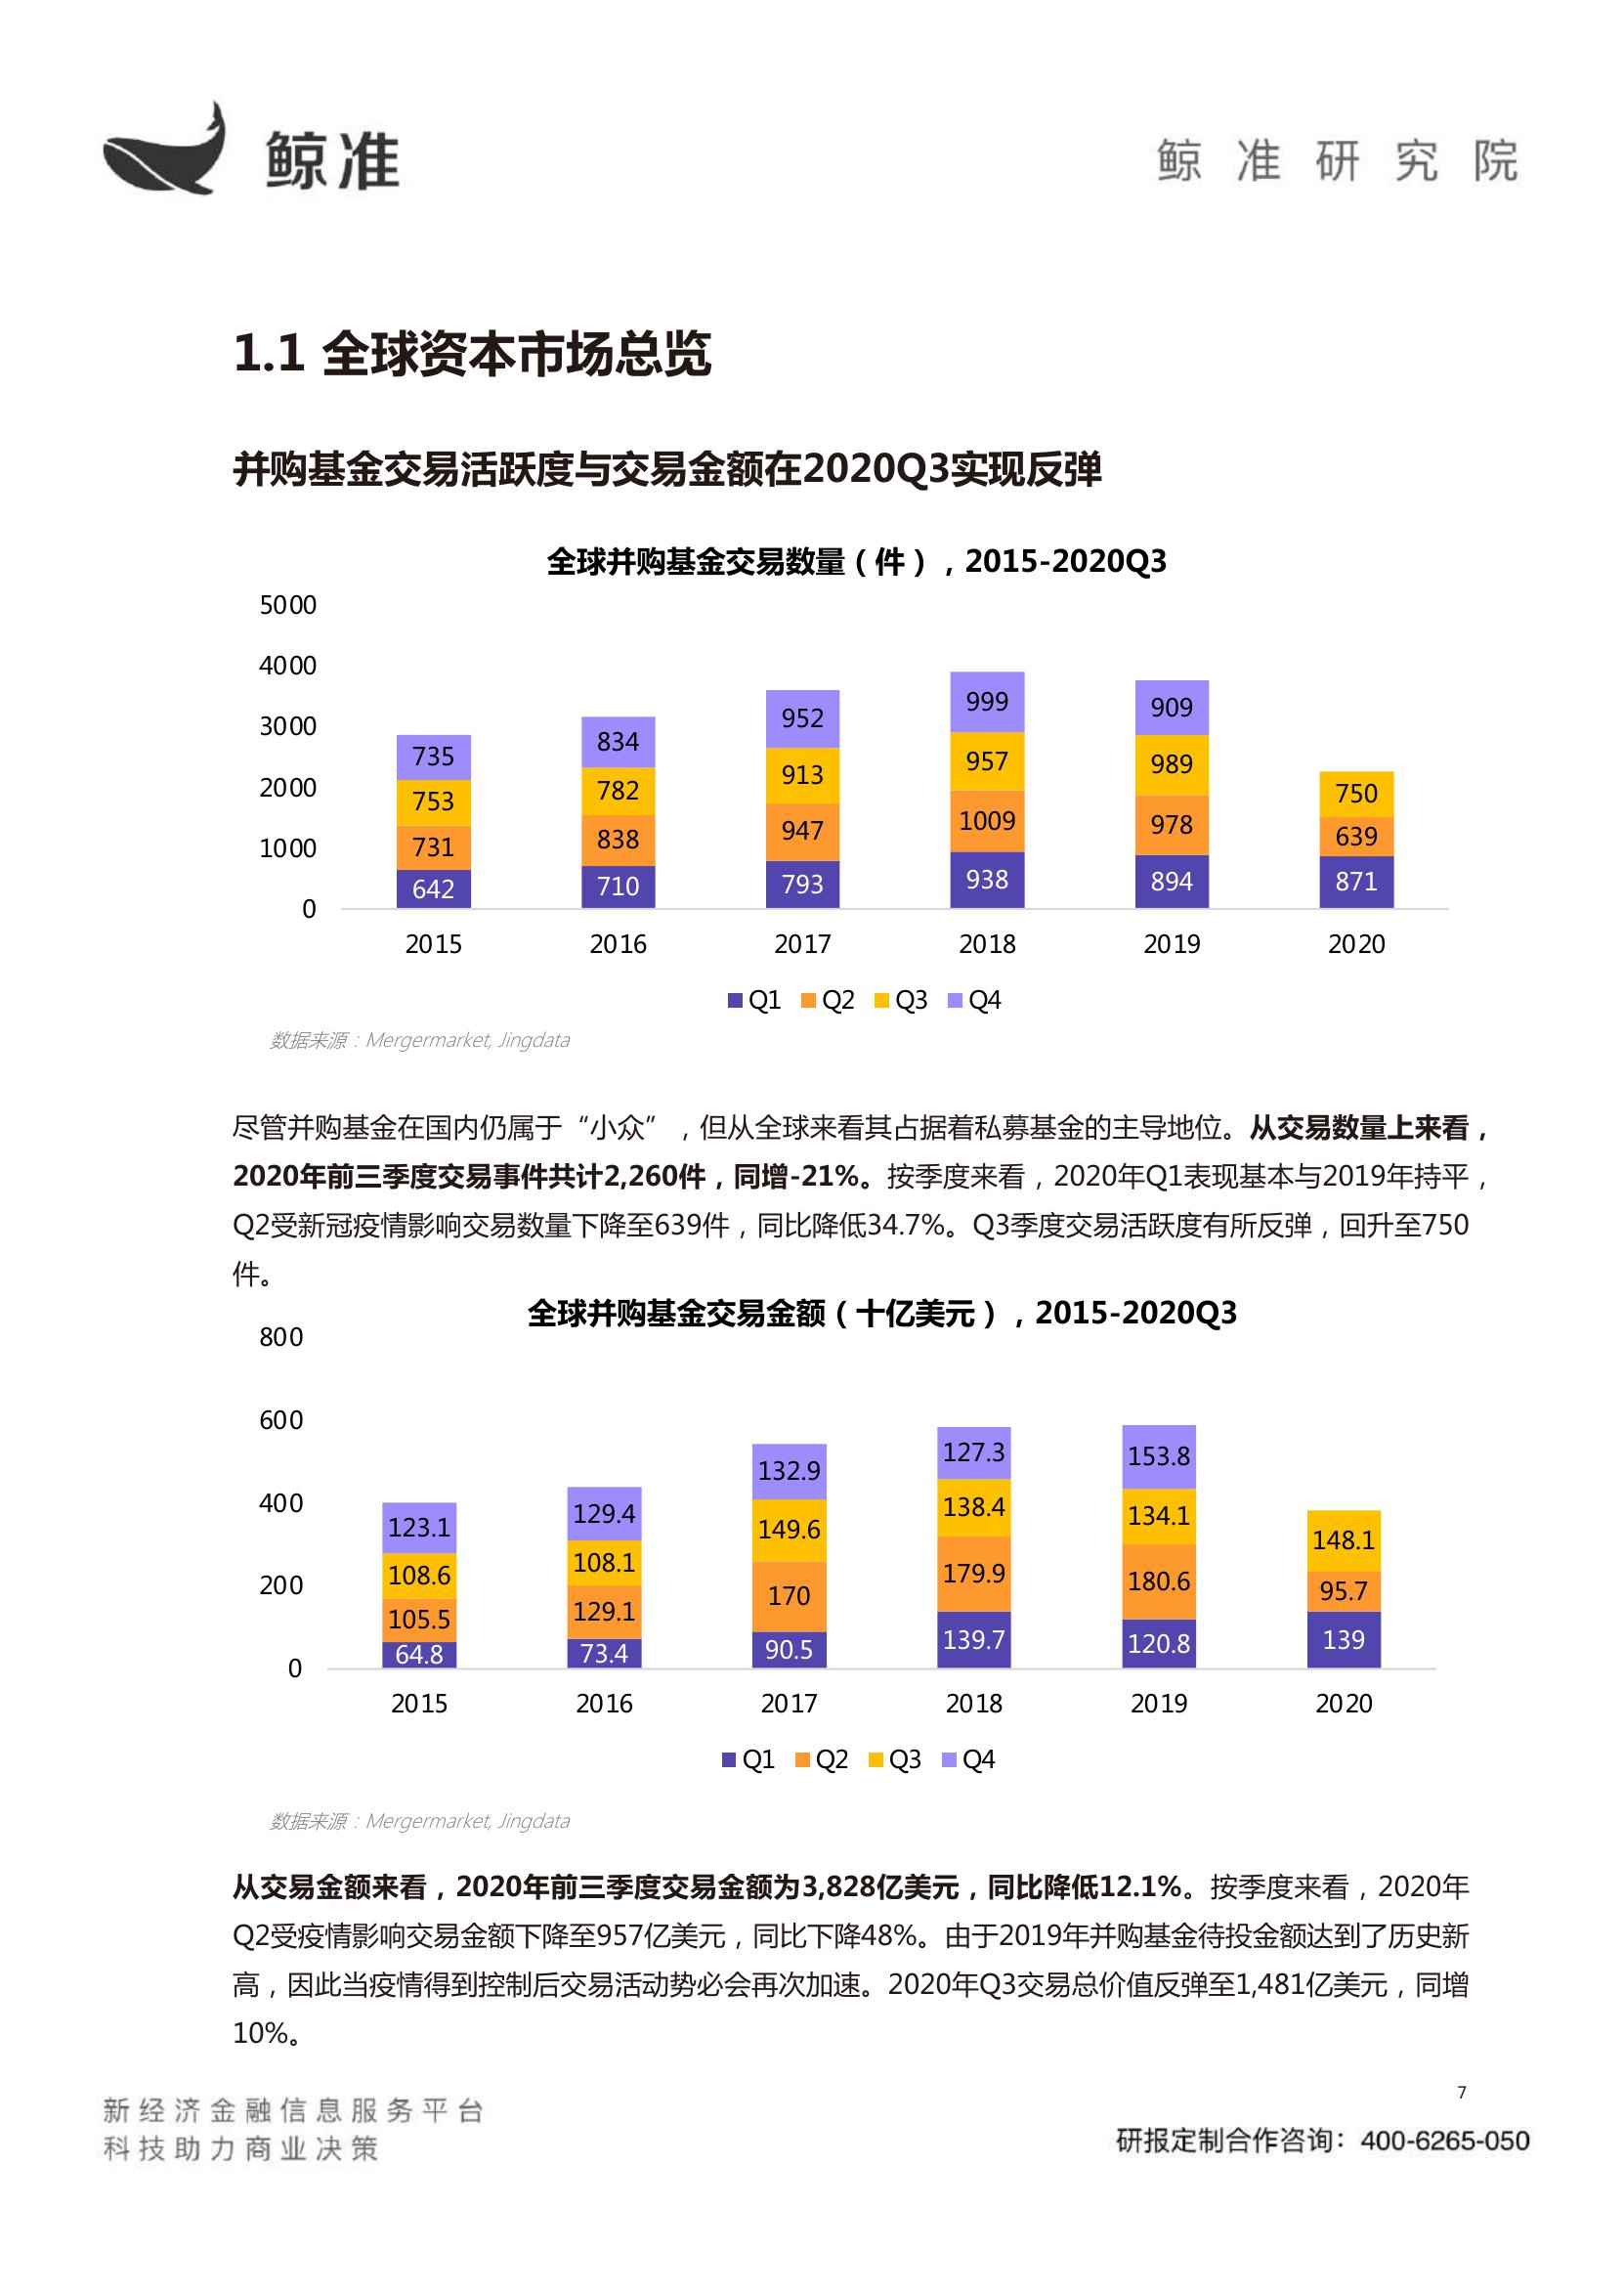 鲸准
鲸准研究院
1.1 全球资本市场总览
并购基金交易活跃度与交易金额在2020Q3实现反弹
全球并购基金交易数量（件），2015-2020Q3
5000
4000
3000
2000
1000
0
735 834 952 999 909
753 782 913 957 989 750
731 838 947 1009 978 639
642 710 793 938 894 871
2015 2016 2017 2018 2019 2020
Q1 Q2 Q3 Q4
数据来源：Mergermarket, Jingdata
尽管并购基金在国内仍属于“小众”，但从全球来看其占据着私募基金的主导地位。从交易数量上来看，
2020年前三季度交易事件共计2,260件，同增-21%。按季度来看，2020年Q1表现基本与2019年持平，
Q2受新冠疫情影响交易数量下降至639件，同比降低34.7%。Q3季度交易活跃度有所反弹，回升至750
件。
全球并购基金交易金额（十亿美元），2015-2020Q3
800
600
400
200
0
123.1 129.4 132.9 127.3 153.8
108.6 108.1 149.6 138.4 134.1 148.1
105.5 129.1 170 179.9 180.6 95.7
64.8 73.4 90.5 139.7 120.8 139
2015 2016 2017 2018 2019 2020
Q1 Q2 Q3 Q4
数据来源：Mergermarket, Jingdata
从交易金额来看，2020年前三季度交易金额为3,828亿美元，同比降低12.1%。按季度来看，2020年
Q2受疫情影响交易金额下降至957亿美元，同比下降48%。由于2019年并购基金待投金额达到了历史新
高，因此当疫情得到控制后交易活动势必会再次加速。2020年Q3交易总价值反弹至1,481亿美元，同增
10%。
7
新经济金融信息服务平台
科技助力商业决策
研报定制合作咨询：400-6265-050